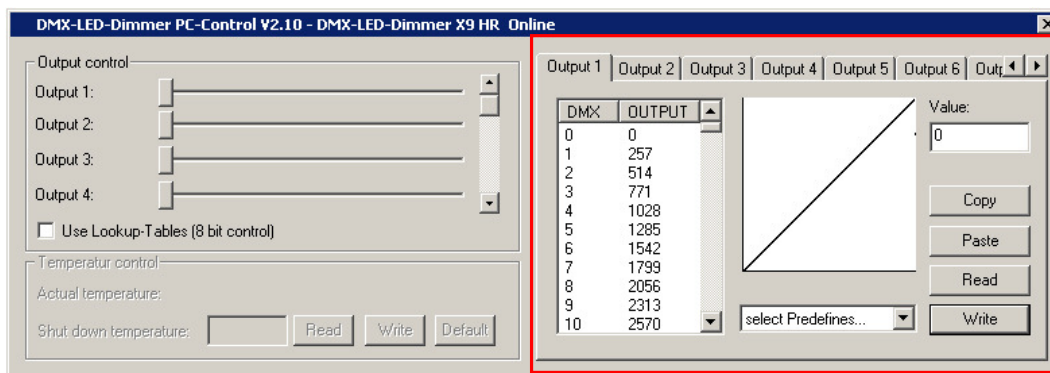 DMX-LED-Dimmer PC-Control V2.10 - DMX-LED-Dimmer X9 HR Online
Output control
Output 1:
Output 2:
Output 3:
Output 4:
Use Lookup-Tables (8 bit control)
Temperatur control
Actual temperature:
Shut down temperature:
Read
Write
Default
Output 1
Output 2
Output 3
Output 4
Output 5
Output 6
DMX OUTPUT
0 0
1 257
2 514
3 771
4 1028
5 1285
6 1542
7 1799
8 2056
9 2313
10 2570
select Predefines...
Value:
0
Copy
Paste
Read
Write